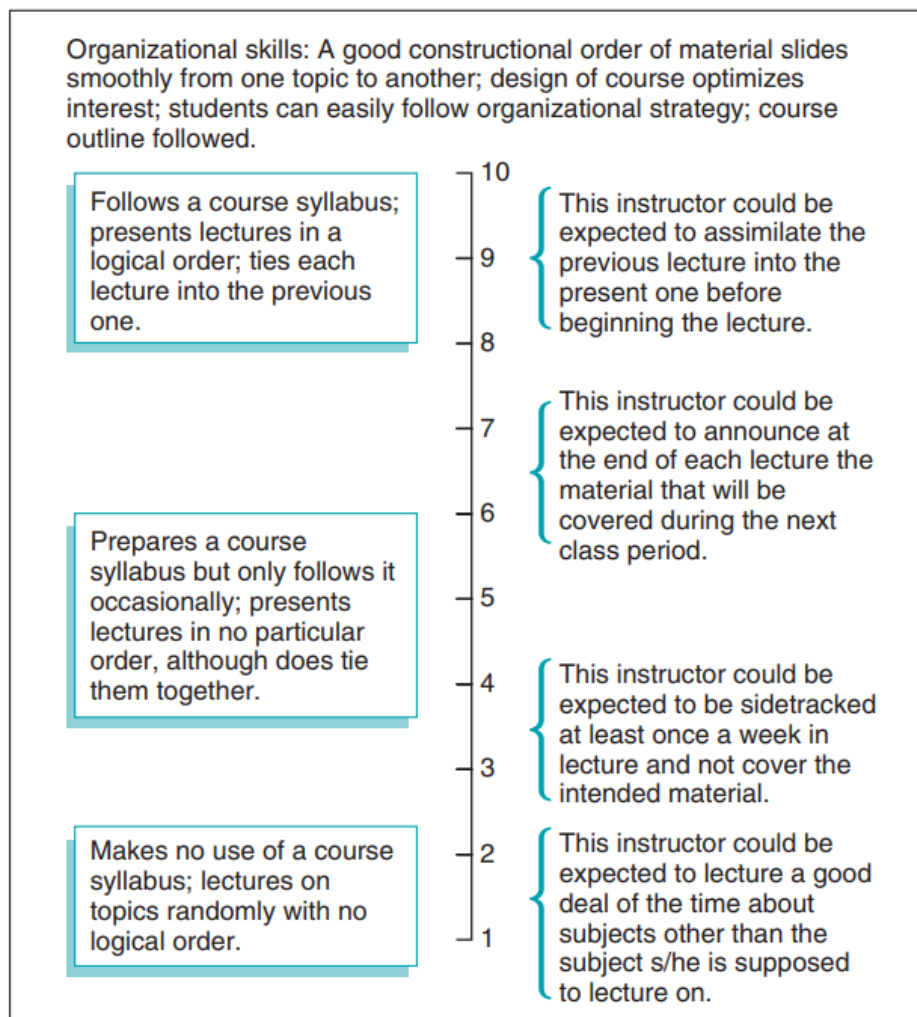 Organizational skills: A good constructional order of material slides
smoothly from one topic to another; design of course optimizes
interest; students can easily follow organizational strategy; course
outline followed.
Follows a course syllabus;
presents lectures in a
logical order; ties each
lecture into the previous
one.
10
9
8
7
6
5
4
3
2
1
This instructor could be
expected to assimilate the
previous lecture into the
present one before
beginning the lecture.
This instructor could be
expected to announce at
the end of each lecture the
material that will be
covered during the next
class period.
Prepares a course
syllabus but only follows it
occasionally; presents
lectures in no particular
order, although does tie
them together.
This instructor could be
expected to be sidetracked
at least once a week in
lecture and not cover the
intended material.
Makes no use of a course
syllabus; lectures on
topics randomly with no
logical order.
This instructor could be
expected to lecture a good
deal of the time about
subjects other than the
subject s/he is supposed
to lecture on.